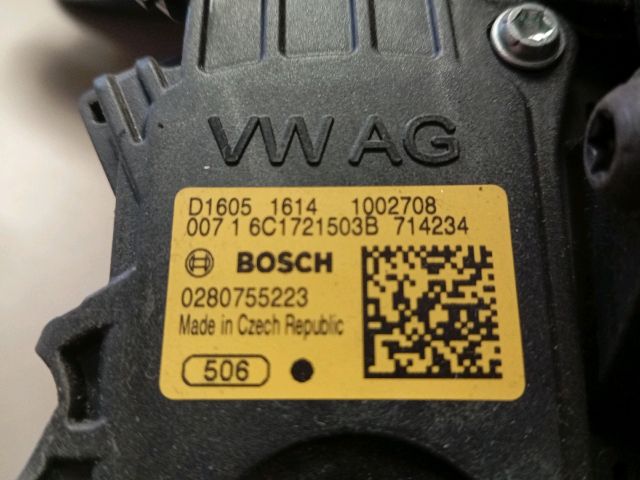 VW AG
D1605 1614 1002708
007 1 6C1721503B 714234
BOSCH
0280755223
Made in Czech Republic
506